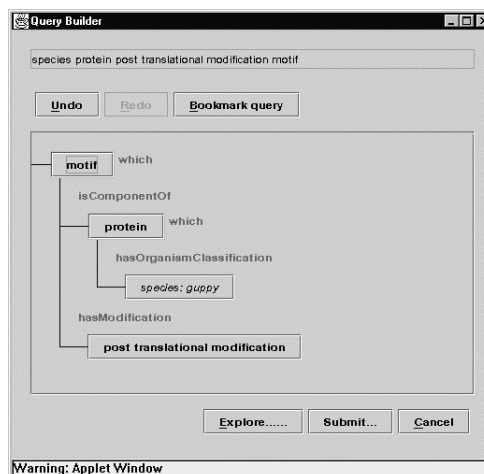 Query Builder
species protein post translational modification motif
Undo Redo Bookmark query
motif which
isComponentOf
protein which
hasOrganismClassification
species: guppy
hasModification
post translational modification
Explore...... Submit... Cancel
Warning: Applet Window